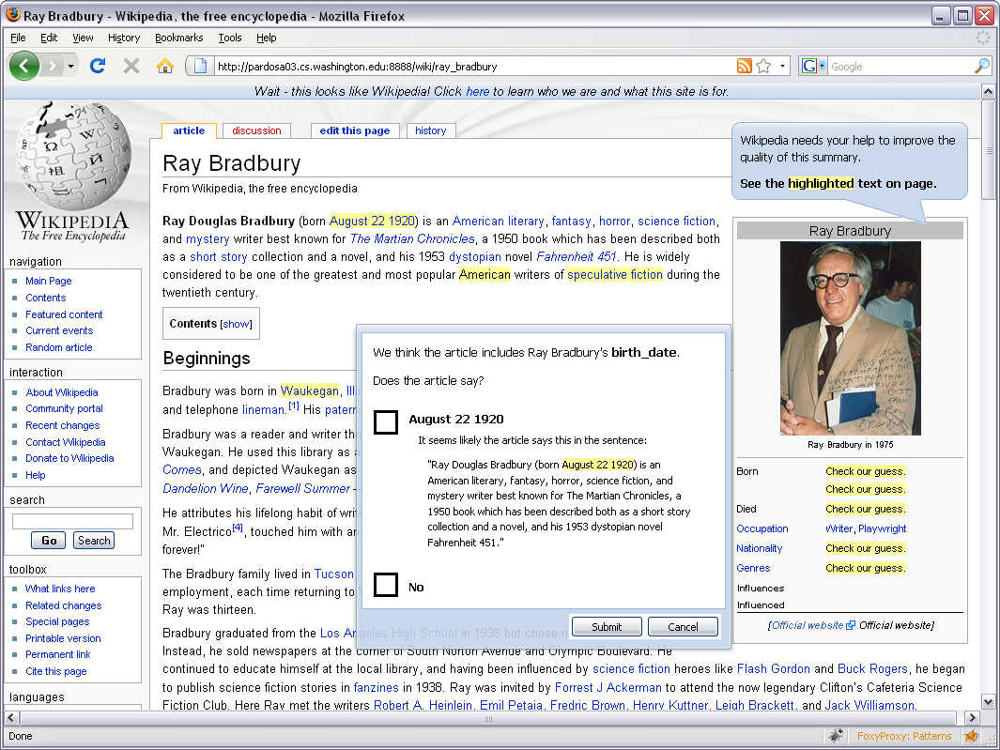 Ray Bradbury - Wikipedia, the free encyclopedia - Mozilla Firefox
File Edit View History Bookmarks Tools Help
http://pardosa03.cs.washington.edu:8888/wiki/ray_bradbury
G Google
Wait - this looks like Wikipedia! Click here to learn who we are and what this site is for.
WIKIPEDIA
The Free Encyclopedia
navigation
Main Page
Contents
Featured content
Current events
Random article
interaction
About Wikipedia
Community portal
Recent changes
Contact Wikipedia
Donate to Wikipedia
Help
search
Go Search
toolbox
What links here
Related changes
Special pages
Printable version
Permanent link
Cite this page
languages
article discussion edit this page history
Ray Bradbury
From Wikipedia, the free encyclopedia
Ray Douglas Bradbury (born August 22 1920) is an American literary, fantasy, horror, science fiction,
and mystery writer best known for The Martian Chronicles, a 1950 book which has been described both
as a short story collection and a novel, and his 1953 dystopian novel Fahrenheit 451. He is widely
considered to be one of the greatest and most popular American writers of speculative fiction during the
twentieth century.
Contents [show]
Beginnings
Bradbury was born in Waukegan, Illi
and telephone lineman.[1] His patern
Bradbury was a reader and writer thr
Waukegan. He used this library as a
Comes, and depicted Waukegan as
Dandelion Wine, Farewell Summer -
He attributes his lifelong habit of writ
Mr. Electrico[4], touched him with an
forever!"
The Bradbury family lived in Tucson,
employment, each time returning to
Ray was thirteen.
Bradbury graduated from the Los Angeles High School in 1938 but chose
Instead, he sold newspapers at the corner of South Norton Avenue and Olympic Boulevard. He
continued to educate himself at the local library, and having been influenced by science fiction heroes like Flash Gordon and Buck Rogers, he began
to publish science fiction stories in fanzines in 1938. Ray was invited by Forrest J Ackerman to attend the now legendary Clifton's Cafeteria Science
Fiction Club. Here Ray met the writers Robert A. Heinlein, Emil Petaja, Fredric Brown, Henry Kuttner, Leigh Brackett, and Jack Williamson.
We think the article includes Ray Bradbury's birth_date.
Does the article say?
August 22 1920
It seems likely the article says this in the sentence:
"Ray Douglas Bradbury (born August 22 1920) is an
American literary, fantasy, horror, science fiction, and
mystery writer best known for The Martian Chronicles, a
1950 book which has been described both as a short story
collection and a novel, and his 1953 dystopian novel
Fahrenheit 451."
No
Submit Cancel
Wikipedia needs your help to improve the
quality of this summary.
See the highlighted text on page.
Ray Bradbury
Ray Bradbury in 1975
Born Check our guess.
Check our guess.
Died Check our guess.
Occupation Writer, Playwright
Nationality Check our guess.
Genres Check our guess.
Influences
Influenced
[Official website Official website]
Done
FoxyProxy: Patterns